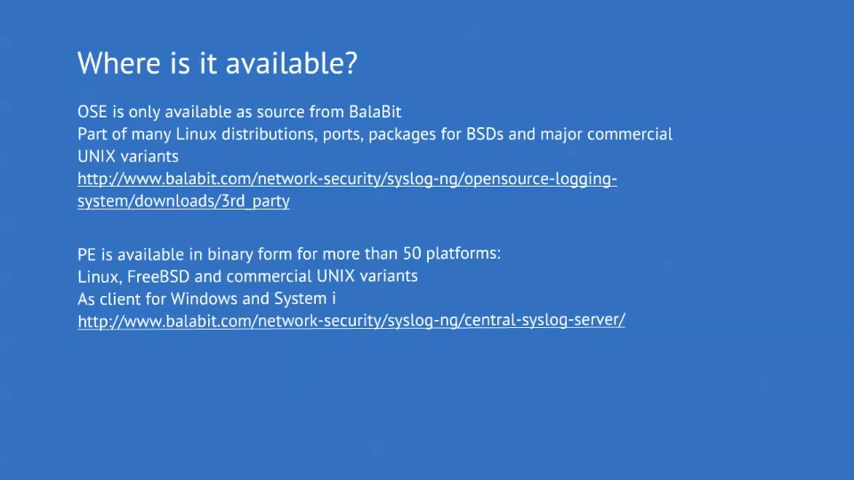 Where is it available?
OSE is only available as source from BalaBit
Part of many Linux distributions, ports, packages for BSDs and major commercial
UNIX variants
http://www.balabit.com/network-security/syslog-ng/opensource-logging-
system/downloads/3rd_party
PE is available in binary form for more than 50 platforms:
Linux, FreeBSD and commercial UNIX variants
As client for Windows and System i
http://www.balabit.com/network-security/syslog-ng/central-syslog-server/